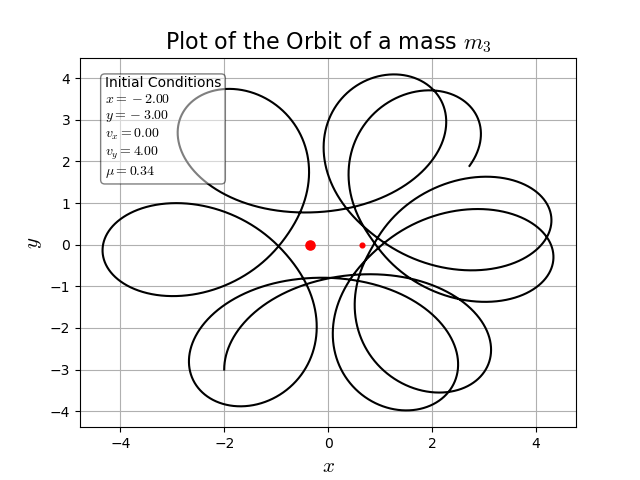 Plot of the Orbit of a mass m₃
Initial Conditions
x = −2.00
y = −3.00
vₓ = 0.00
v_y = 4.00
μ = 0.34
4
3
2
1
0
−1
−2
−3
−4
y
−4 −2 0 2 4
x